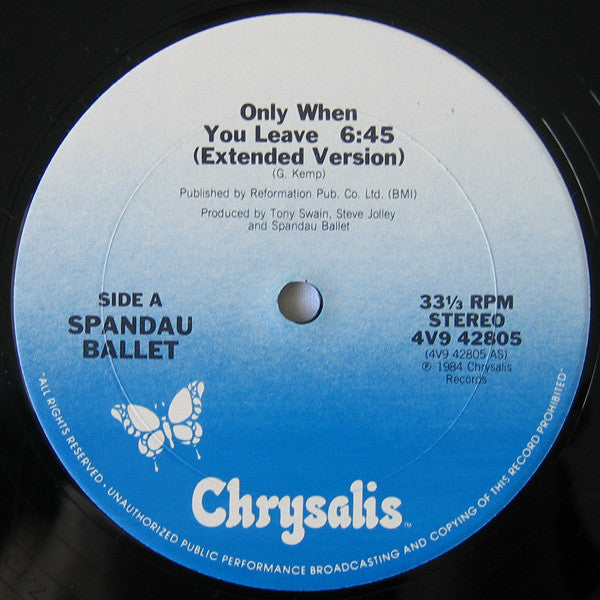 Only When
You Leave 6:45
(Extended Version)
(G. Kemp)
Published by Reformation Pub. Co. Ltd. (BMI)
Produced by Tony Swain, Steve Jolley
and Spandau Ballet
SIDE A
SPANDAU
BALLET
33⅓ RPM
STEREO
4V9 42805
(4V9 42805 AS)
℗ 1984 Chrysalis
Records
Chrysalis™
"ALL RIGHTS RESERVED • UNAUTHORIZED PUBLIC PERFORMANCE BROADCASTING AND COPYING OF THIS RECORD PROHIBITED"